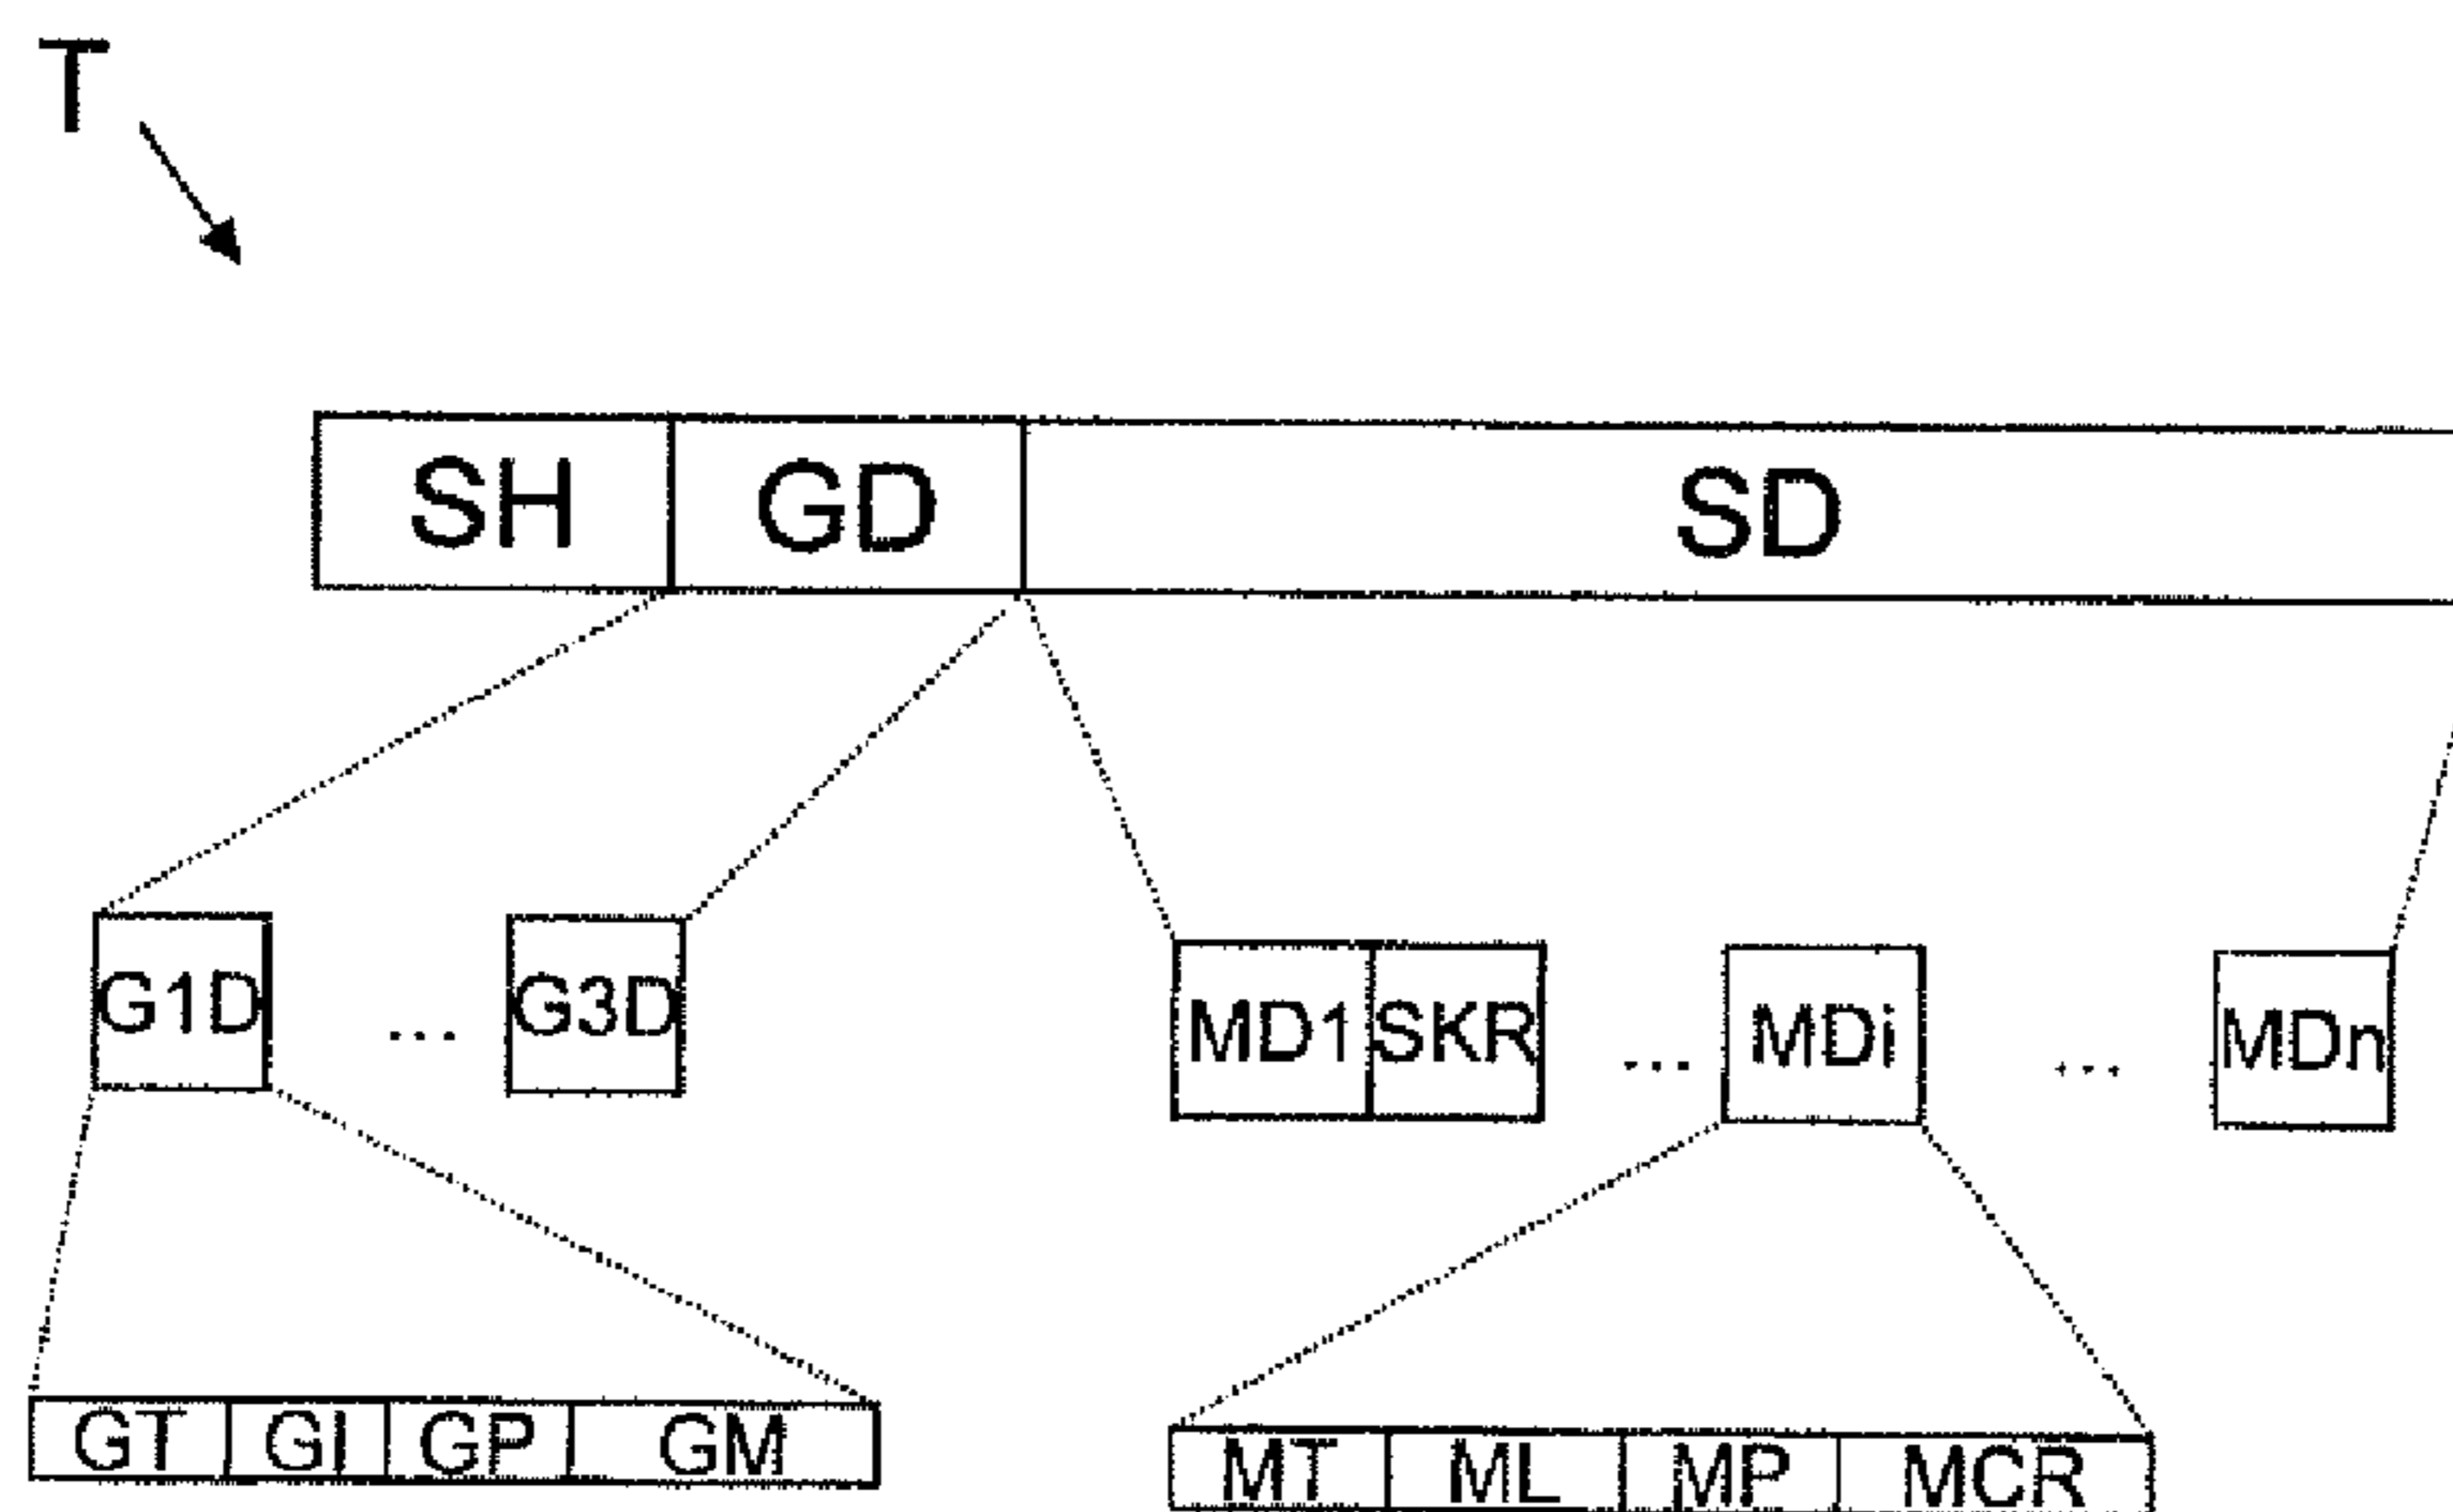 T
SH GD SD
G1D ... G3D MD1 SKR ... MDi ... MDn
GT GI GP GM
MT ML MP MCR